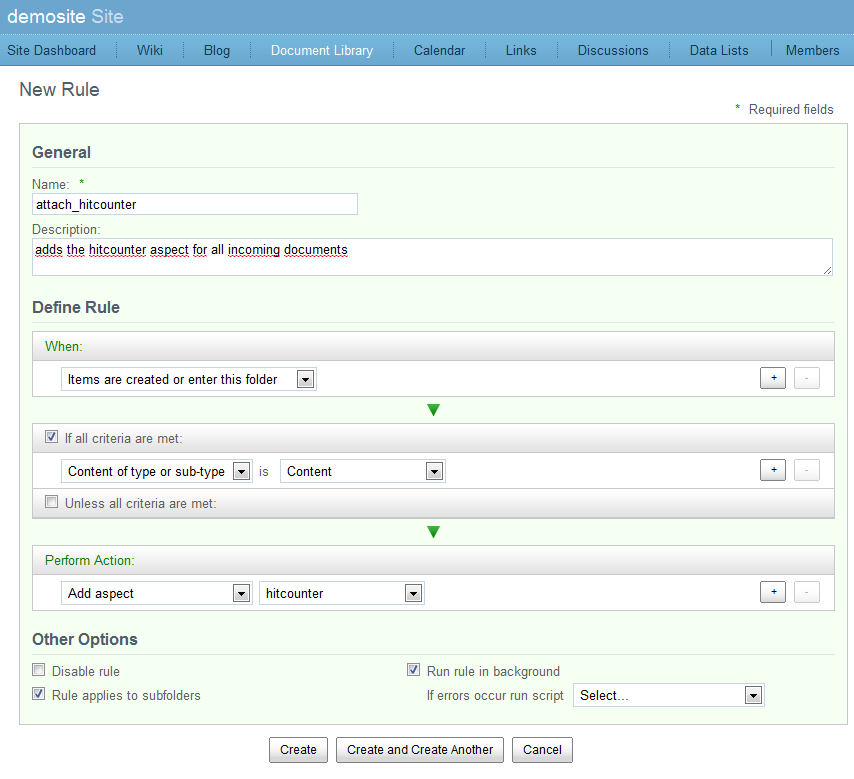 demosite Site
Site Dashboard Wiki Blog Document Library Calendar Links Discussions Data Lists Members
New Rule
* Required fields
General
Name: *
attach_hitcounter
Description:
adds the hitcounter aspect for all incoming documents
Define Rule
When:
Items are created or enter this folder + -
If all criteria are met:
Content of type or sub-type is Content + -
Unless all criteria are met:
Perform Action:
Add aspect hitcounter + -
Other Options
Disable rule Run rule in background
Rule applies to subfolders If errors occur run script Select...
Create Create and Create Another Cancel